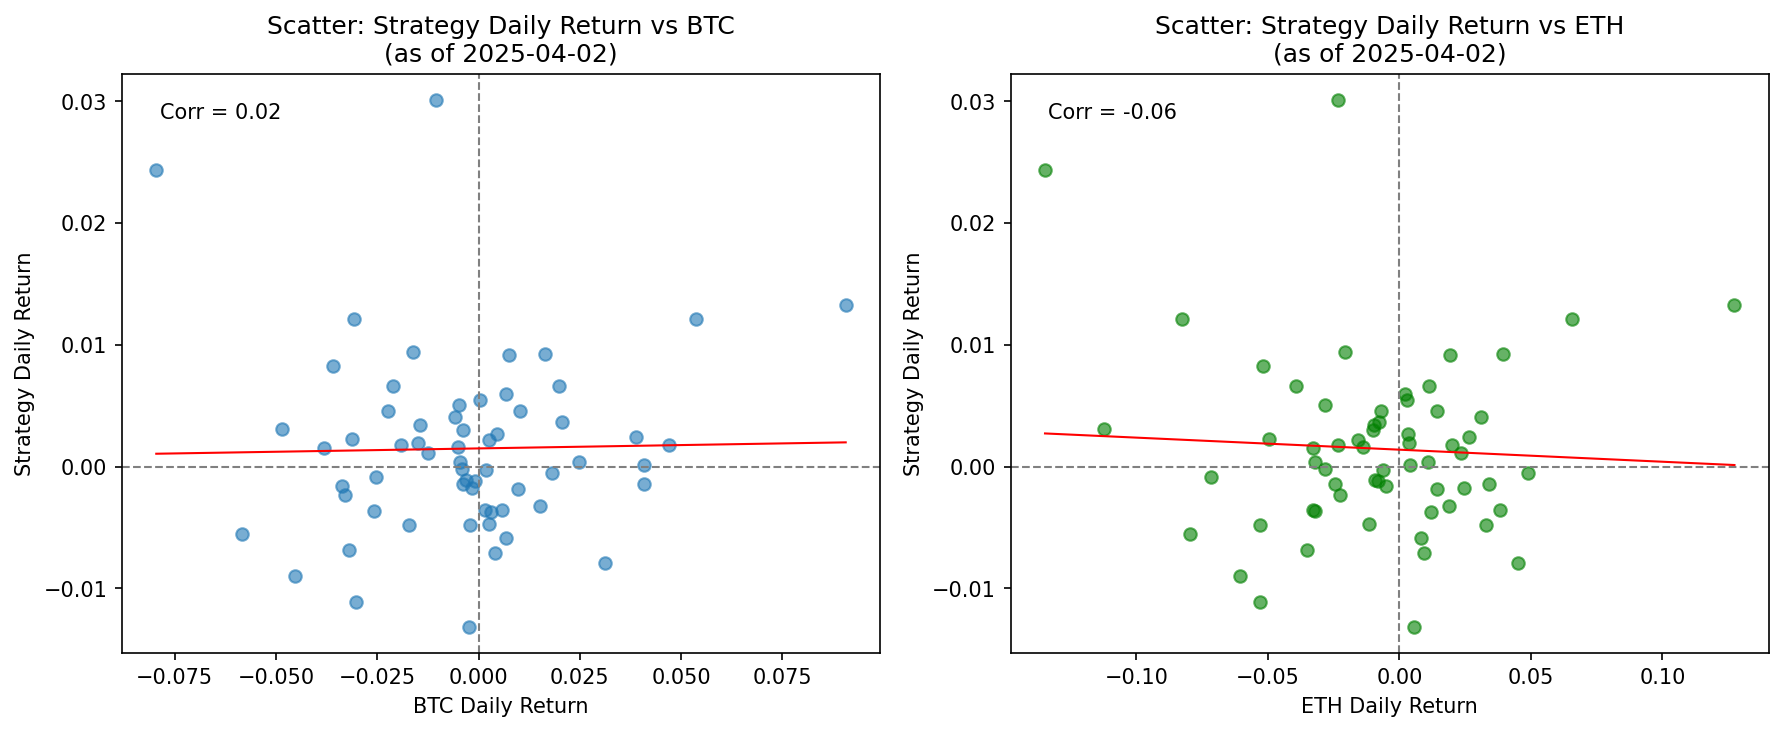 Scatter: Strategy Daily Return vs BTC
(as of 2025-04-02)
Corr = 0.02
0.03
0.02
0.01
0.00
−0.01
Strategy Daily Return
−0.075
−0.050
−0.025
0.000
0.025
0.050
0.075
BTC Daily Return
Scatter: Strategy Daily Return vs ETH
(as of 2025-04-02)
Corr = -0.06
0.03
0.02
0.01
0.00
−0.01
Strategy Daily Return
−0.10
−0.05
0.00
0.05
0.10
ETH Daily Return